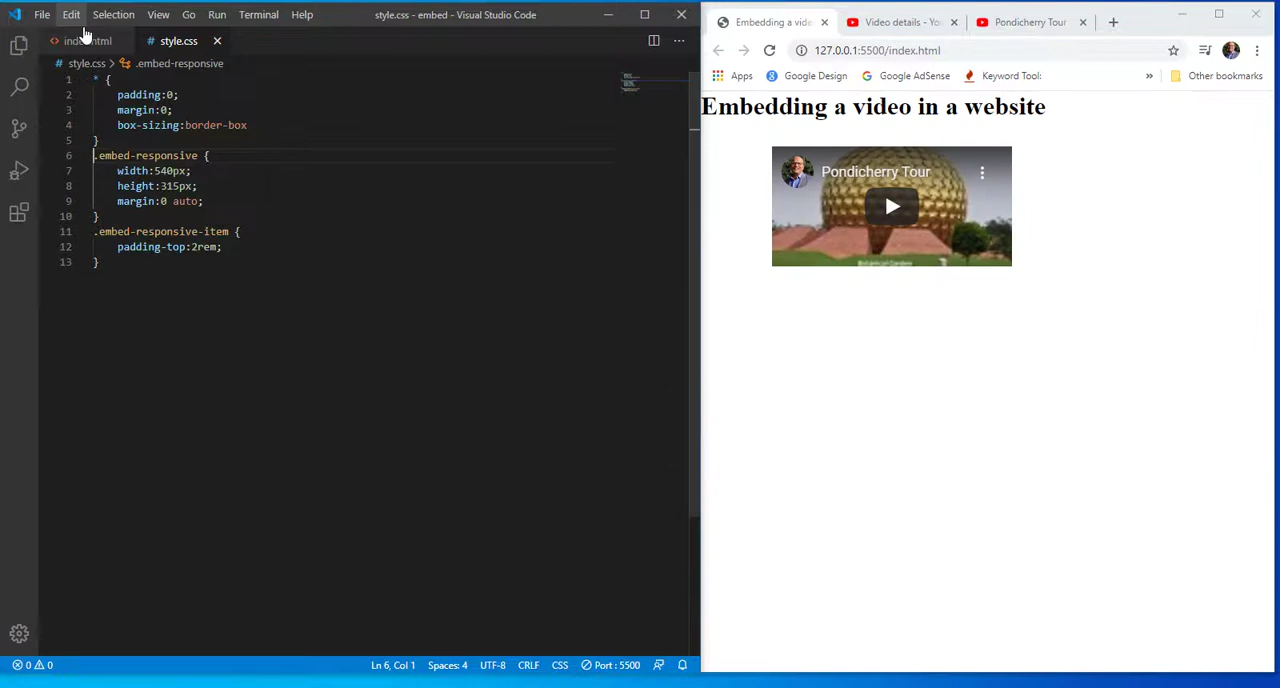 File Edit Selection View Go Run Terminal Help style.css - embed - Visual Studio Code
style.css
style.css > .embed-responsive
1 * {
2 padding:0;
3 margin:0;
4 box-sizing:border-box
5 }
6 .embed-responsive {
7 width:540px;
8 height:315px;
9 margin:0 auto;
10 }
11 .embed-responsive-item {
12 padding-top:2rem;
13 }
0 0 Ln 6, Col 1 Spaces: 4 UTF-8 CRLF CSS Port : 5500
Embedding a vide Video details - Yo Pondicherry Tour
127.0.0.1:5500/index.html
Apps Google Design Google AdSense Keyword Tool: » Other bookmarks
Embedding a video in a website
Pondicherry Tour
Botanical Garden